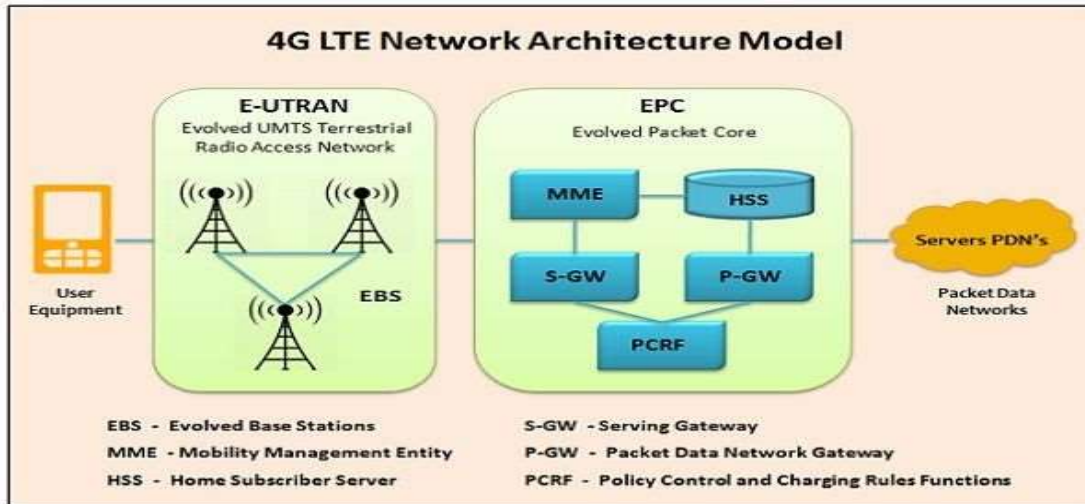 4G LTE Network Architecture Model
E-UTRAN
Evolved UMTS Terrestrial
Radio Access Network
EBS
EPC
Evolved Packet Core
MME
HSS
S-GW
P-GW
PCRF
User
Equipment
Servers PDN's
Packet Data
Networks
EBS - Evolved Base Stations
MME - Mobility Management Entity
HSS - Home Subscriber Server
S-GW - Serving Gateway
P-GW - Packet Data Network Gateway
PCRF - Policy Control and Charging Rules Functions